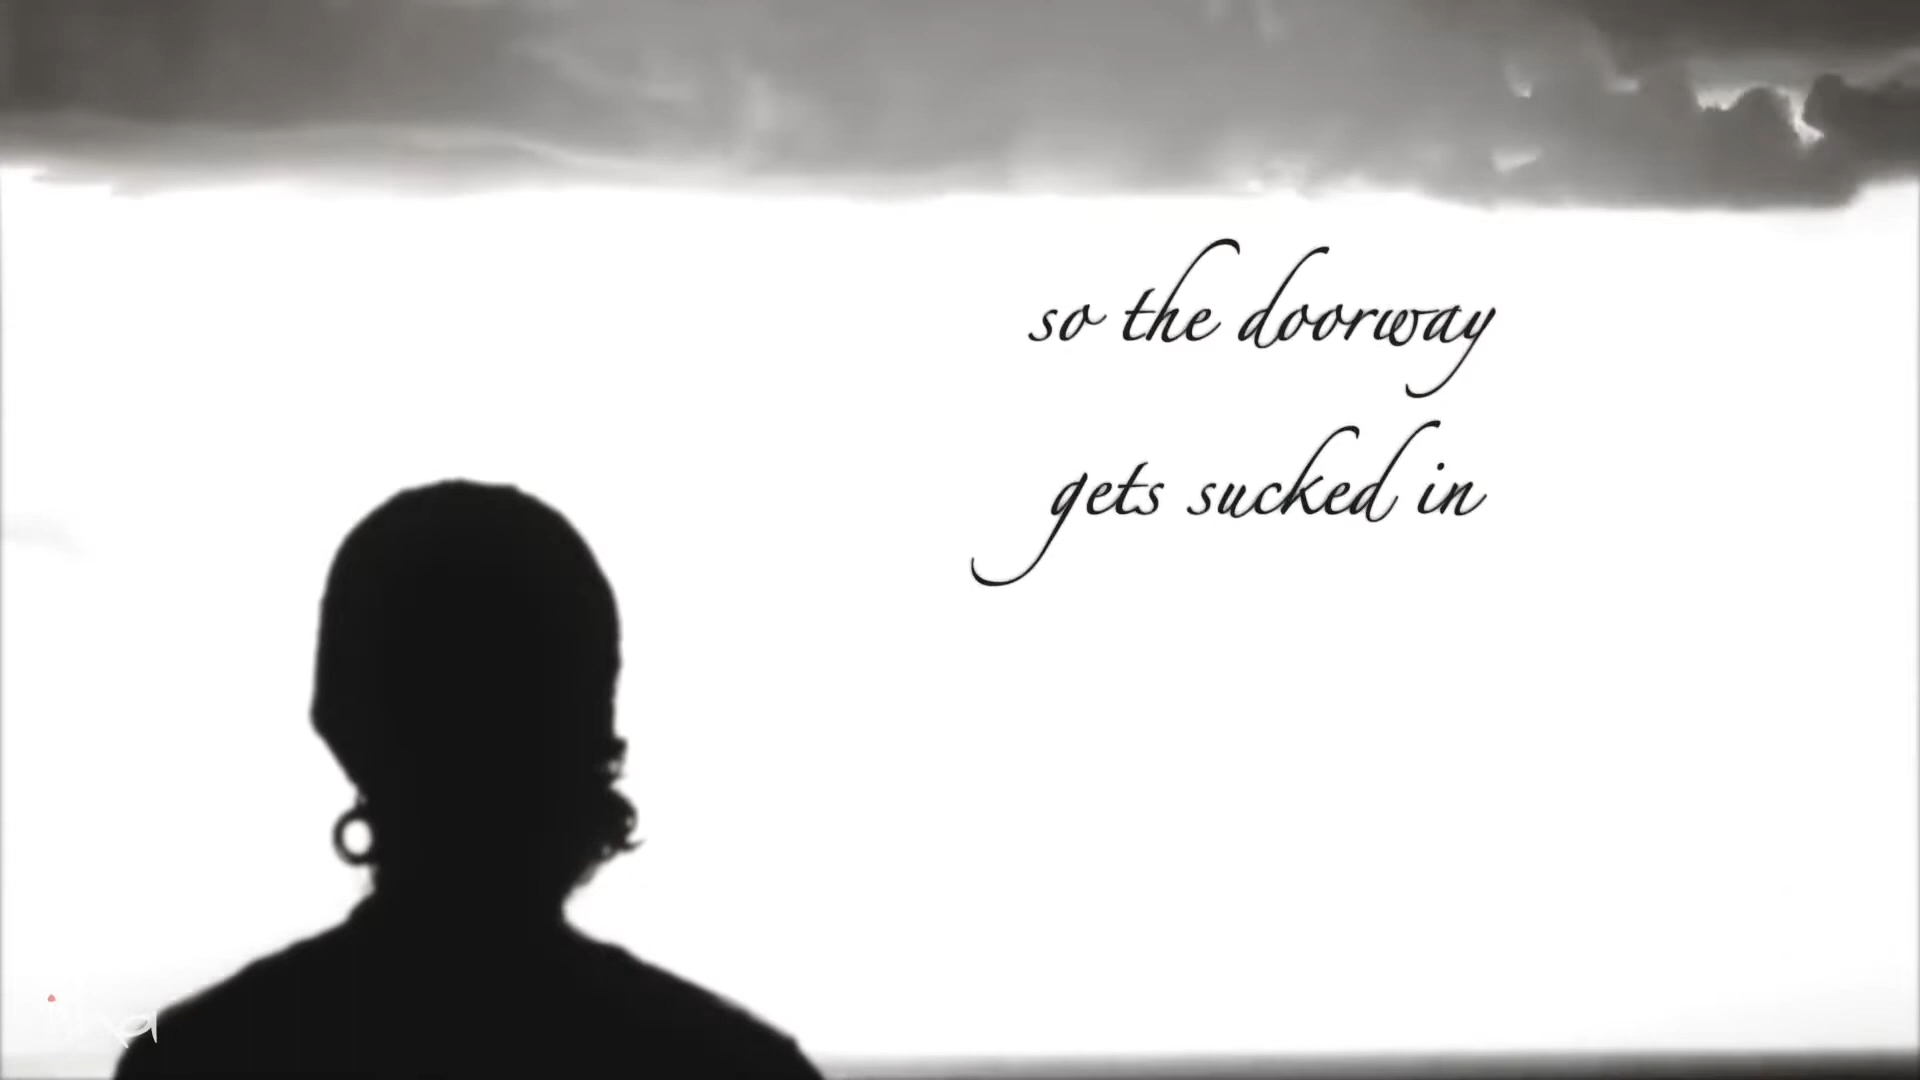 so the doorway
gets sucked in